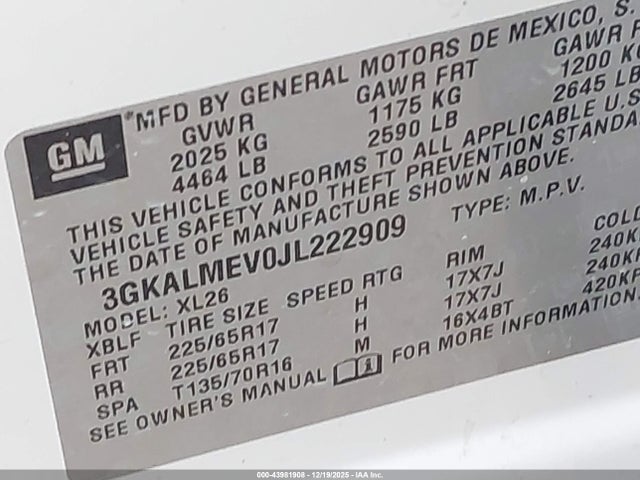 *MFD BY GENERAL MOTORS DE MEXICO, S.
GM
GVWR GAWR FRT GAWR
2025 KG 1175 KG 1200 KG
4464 LB 2590 LB 2645 LB
THIS VEHICLE CONFORMS TO ALL APPLICABLE U.S.
VEHICLE SAFETY AND THEFT PREVENTION STANDA
THE DATE OF MANUFACTURE SHOWN ABOVE.
3GKALMEV0JL222909 TYPE: M.P.V.
MODEL: XL26
XBLF TIRE SIZE SPEED RTG RIM COLD
FRT 225/65R17 H 17X7J 240K
RR 225/65R17 H 17X7J 240KP
SPA T135/70R16 M 16X4BT 420KP
SEE OWNER'S MANUAL FOR MORE INFORMATION.
000-43981908 - 12/19/2025 - IAA Inc.